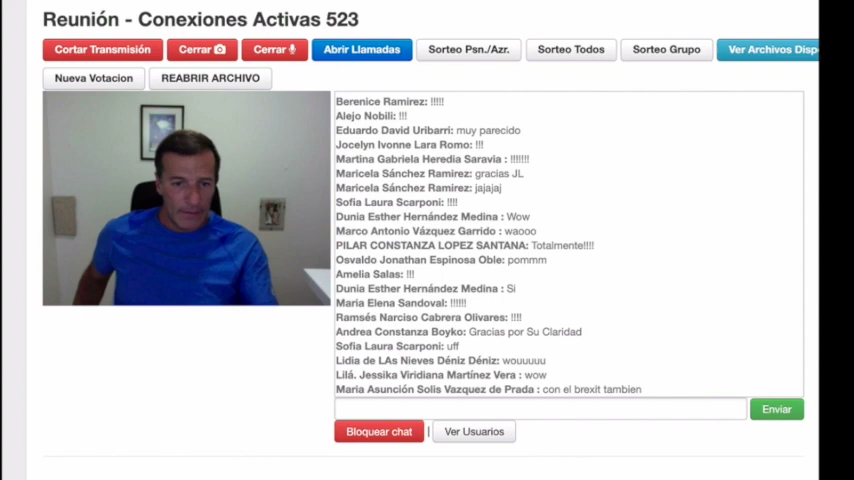 Reunión - Conexiones Activas 523
Cortar Transmisión Cerrar Cerrar Abrir Llamadas Sorteo Psn./Azr. Sorteo Todos Sorteo Grupo Ver Archivos Disp
Nueva Votacion REABRIR ARCHIVO
Berenice Ramirez: !!!!!
Alejo Nobili: !!!
Eduardo David Uribarri: muy parecido
Jocelyn Ivonne Lara Romo: !!!
Martina Gabriela Heredia Saravia : !!!!!!!
Maricela Sánchez Ramirez: gracias JL
Maricela Sánchez Ramirez: jajajaj
Sofia Laura Scarponi: !!!!
Dunia Esther Hernández Medina : Wow
Marco Antonio Vázquez Garrido : waooo
PILAR CONSTANZA LOPEZ SANTANA: Totalmente!!!!
Osvaldo Jonathan Espinosa Oble: pommm
Amelia Salas: !!!
Dunia Esther Hernández Medina : Si
Maria Elena Sandoval: !!!!!!
Ramsés Narciso Cabrera Olivares: !!!!
Andrea Constanza Boyko: Gracias por Su Claridad
Sofia Laura Scarponi: uff
Lidia de LAs Nieves Déniz Déniz: wouuuuu
Lilá. Jessika Viridiana Martínez Vera : wow
Maria Asunción Solis Vazquez de Prada : con el brexit tambien
Enviar
Bloquear chat | Ver Usuarios